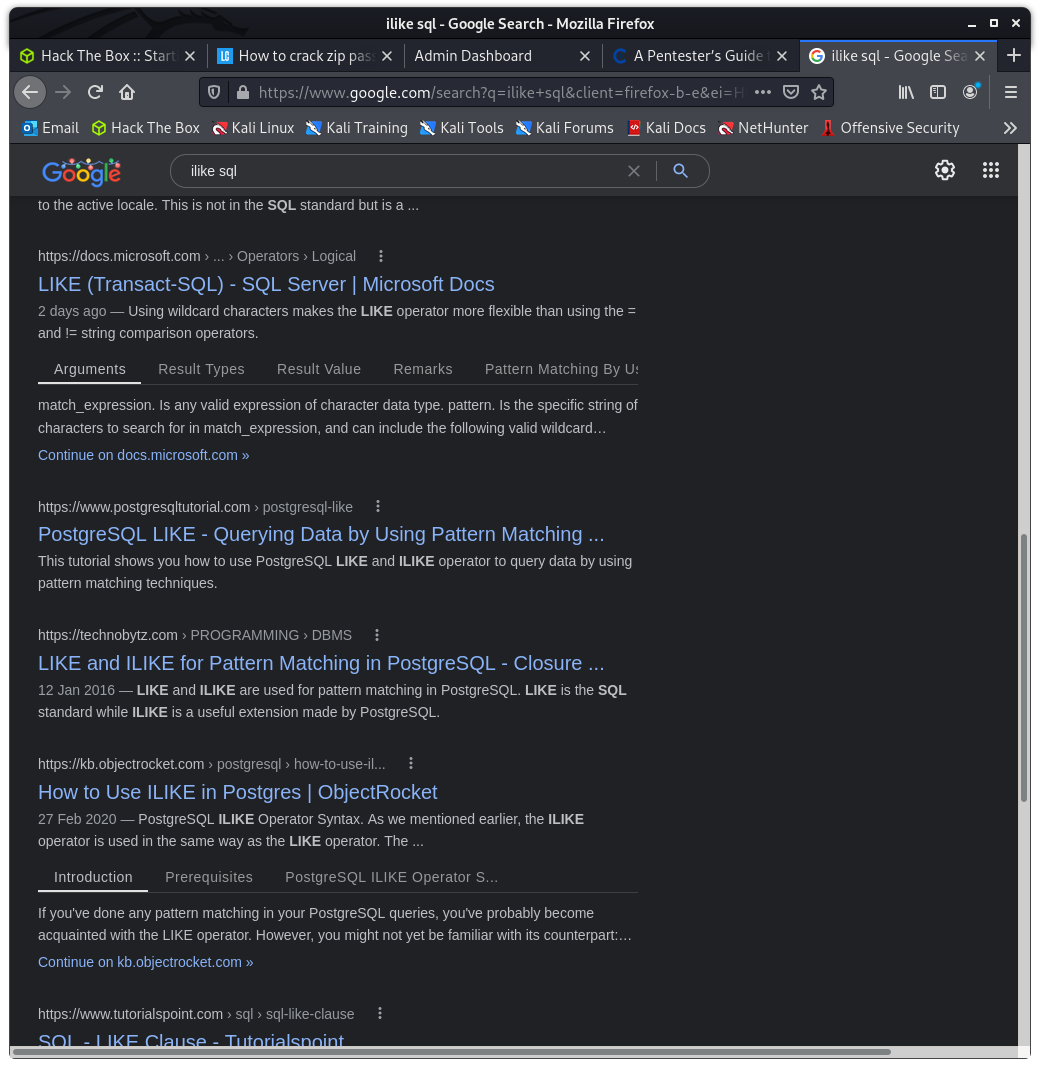 ilike sql - Google Search - Mozilla Firefox
Hack The Box :: Start
How to crack zip pas
Admin Dashboard
A Pentester's Guide
ilike sql - Google Sea
https://www.google.com/search?q=ilike+sql&client=firefox-b-e&ei=H
Email Hack The Box Kali Linux Kali Training Kali Tools Kali Forums Kali Docs NetHunter Offensive Security
Google
ilike sql
to the active locale. This is not in the SQL standard but is a ...
https://docs.microsoft.com › ... › Operators › Logical
LIKE (Transact-SQL) - SQL Server | Microsoft Docs
2 days ago — Using wildcard characters makes the LIKE operator more flexible than using the =
and != string comparison operators.
Arguments Result Types Result Value Remarks Pattern Matching By Us
match_expression. Is any valid expression of character data type. pattern. Is the specific string of
characters to search for in match_expression, and can include the following valid wildcard…
Continue on docs.microsoft.com »
https://www.postgresqltutorial.com › postgresql-like
PostgreSQL LIKE - Querying Data by Using Pattern Matching ...
This tutorial shows you how to use PostgreSQL LIKE and ILIKE operator to query data by using
pattern matching techniques.
https://technobytz.com › PROGRAMMING › DBMS
LIKE and ILIKE for Pattern Matching in PostgreSQL - Closure ...
12 Jan 2016 — LIKE and ILIKE are used for pattern matching in PostgreSQL. LIKE is the SQL
standard while ILIKE is a useful extension made by PostgreSQL.
https://kb.objectrocket.com › postgresql › how-to-use-il...
How to Use ILIKE in Postgres | ObjectRocket
27 Feb 2020 — PostgreSQL ILIKE Operator Syntax. As we mentioned earlier, the ILIKE
operator is used in the same way as the LIKE operator. The ...
Introduction Prerequisites PostgreSQL ILIKE Operator S...
If you've done any pattern matching in your PostgreSQL queries, you've probably become
acquainted with the LIKE operator. However, you might not yet be familiar with its counterpart:…
Continue on kb.objectrocket.com »
https://www.tutorialspoint.com › sql › sql-like-clause
SQL - LIKE Clause - Tutorialspoint